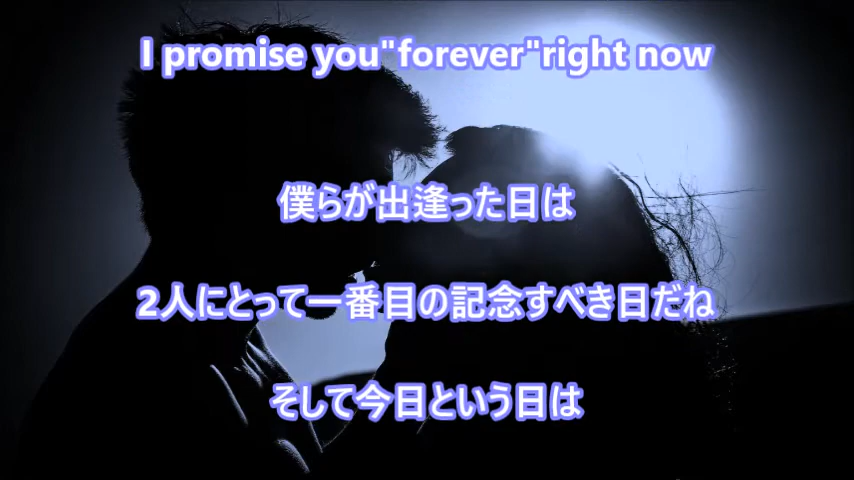 I promise you"forever"right now
僕らが出逢った日は
2人にとって一番目の記念すべき日だね
そして今日という日は